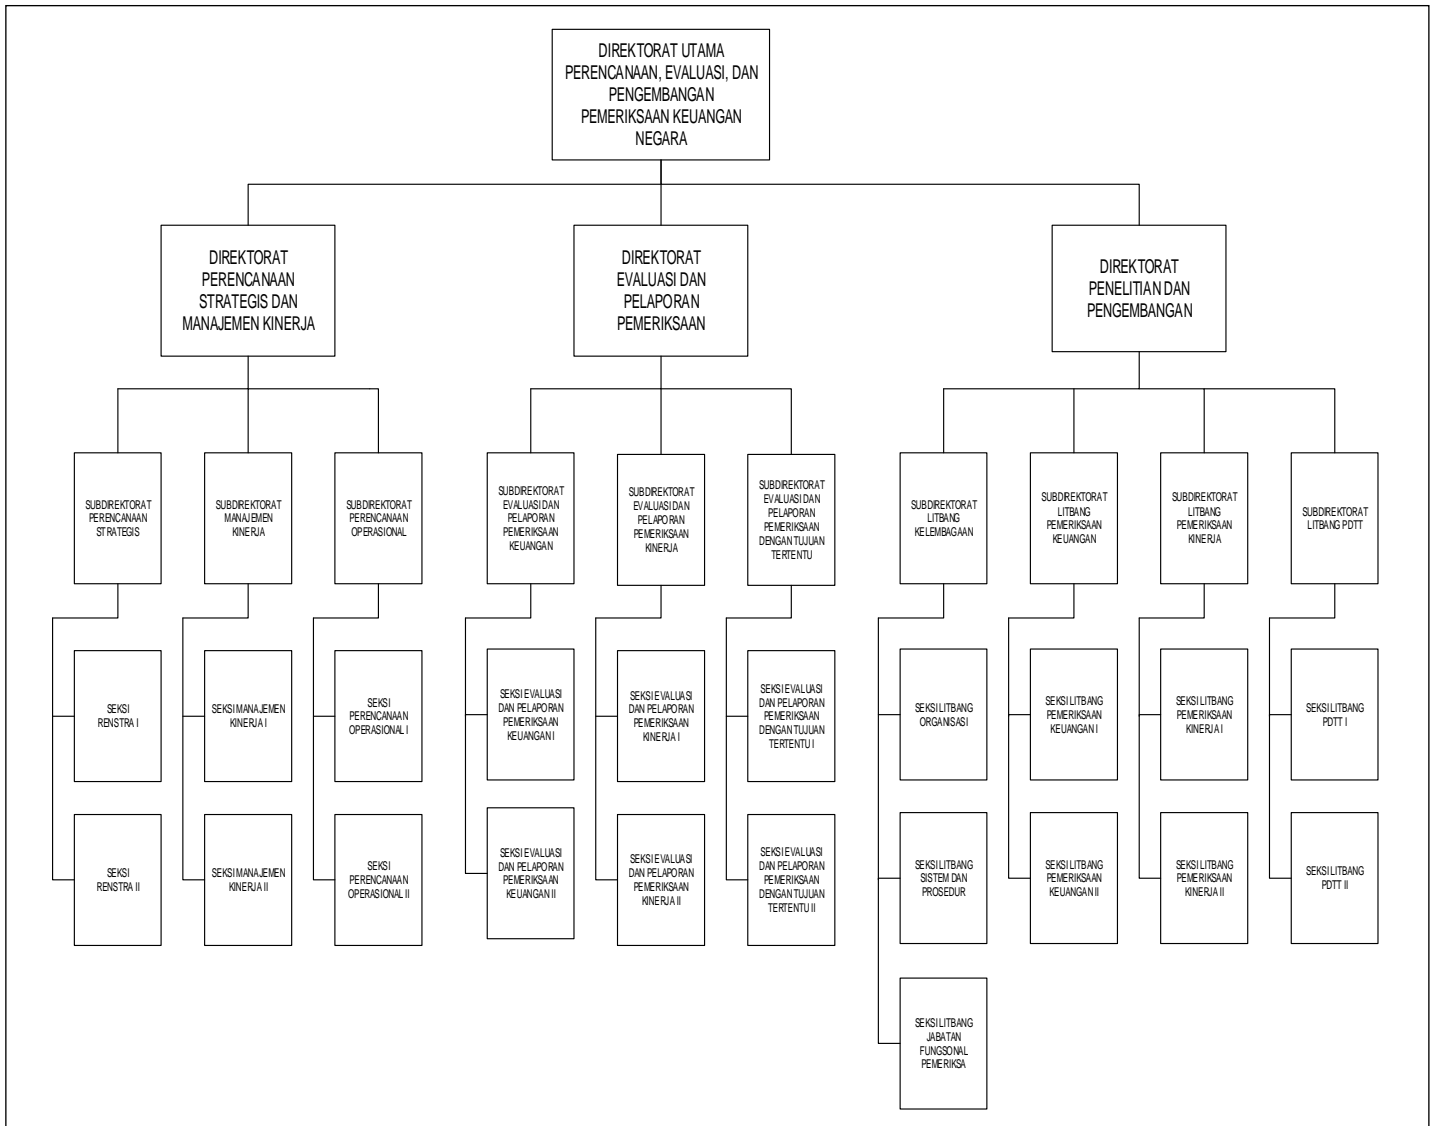 DIREKTORAT UTAMA
PERENCANAAN, EVALUASI, DAN
PENGEMBANGAN
PEMERIKSAAN KEUANGAN
NEGARA
DIREKTORAT
PERENCANAAN
STRATEGIS DAN
MANAJEMEN KINERJA
DIREKTORAT
EVALUASI DAN
PELAPORAN
PEMERIKSAAN
DIREKTORAT
PENELITIAN DAN
PENGEMBANGAN
SUBDIREKTORAT
PERENCANAAN
STRATEGIS
SUBDIREKTORAT
MANAJEMEN
KINERJA
SUBDIREKTORAT
PERENCANAAN
OPERASIONAL
SUBDIREKTORAT
EVALUASI DAN
PELAPORAN
PEMERIKSAAN
KEUANGAN
SUBDIREKTORAT
EVALUASI DAN
PELAPORAN
PEMERIKSAAN
KINERJA
SUBDIREKTORAT
EVALUASI DAN
PELAPORAN
PEMERIKSAAN
DENGAN TUJUAN
TERTENTU
SUBDIREKTORAT
LITBANG
KELEMBAGAAN
SUBDIREKTORAT
LITBANG
PEMERIKSAAN
KEUANGAN
SUBDIREKTORAT
LITBANG
PEMERIKSAAN
KINERJA
SUBDIREKTORAT
LITBANG PDTT
SEKSI
RENSTRA I
SEKSI MANAJEMEN
KINERJA I
SEKSI
PERENCANAAN
OPERASIONAL I
SEKSI EVALUASI
DAN PELAPORAN
PEMERIKSAAN
KEUANGAN I
SEKSI EVALUASI
DAN PELAPORAN
PEMERIKSAAN
KINERJA I
SEKSI EVALUASI
DAN PELAPORAN
PEMERIKSAAN
DENGAN TUJUAN
TERTENTU I
SEKSI LITBANG
ORGANISASI
SEKSI LITBANG
PEMERIKSAAN
KEUANGAN I
SEKSI LITBANG
PEMERIKSAAN
KINERJA I
SEKSI LITBANG
PDTT I
SEKSI
RENSTRA II
SEKSI MANAJEMEN
KINERJA II
SEKSI
PERENCANAAN
OPERASIONAL II
SEKSI EVALUASI
DAN PELAPORAN
PEMERIKSAAN
KEUANGAN II
SEKSI EVALUASI
DAN PELAPORAN
PEMERIKSAAN
KINERJA II
SEKSI EVALUASI
DAN PELAPORAN
PEMERIKSAAN
DENGAN TUJUAN
TERTENTU II
SEKSI LITBANG
SISTEM DAN
PROSEDUR
SEKSI LITBANG
PEMERIKSAAN
KEUANGAN II
SEKSI LITBANG
PEMERIKSAAN
KINERJA II
SEKSI LITBANG
PDTT II
SEKSI LITBANG
JABATAN
FUNGSONAL
PEMERIKSA